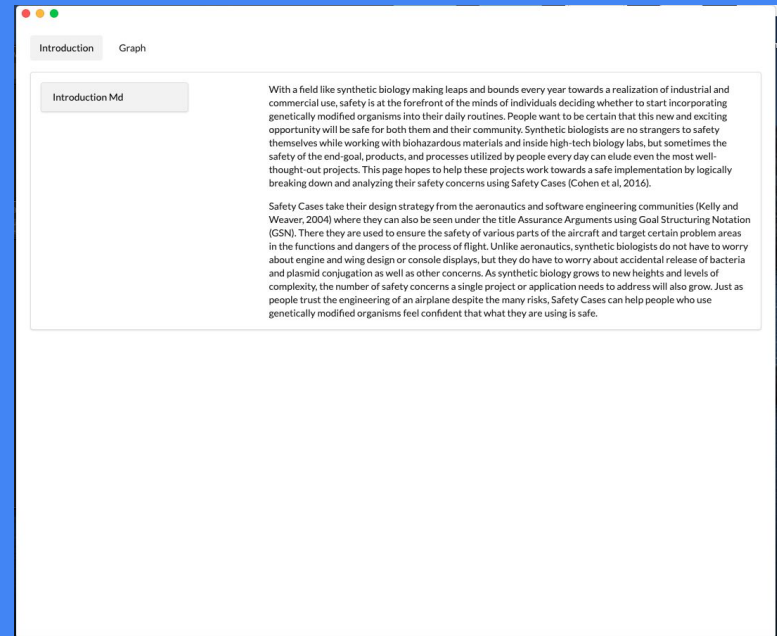 Introduction
Graph
Introduction Md
With a field like synthetic biology making leaps and bounds every year towards a realization of industrial and
commercial use, safety is at the forefront of the minds of individuals deciding whether to start incorporating
genetically modified organisms into their daily routines. People want to be certain that this new and exciting
opportunity will be safe for both them and their community. Synthetic biologists are no strangers to safety
themselves while working with biohazardous materials and inside high-tech biology labs, but sometimes the
safety of the end-goal, products, and processes utilized by people every day can elude even the most well-
thought-out projects. This page hopes to help these projects work towards a safe implementation by logically
breaking down and analyzing their safety concerns using Safety Cases (Cohen et al, 2016).
Safety Cases take their design strategy from the aeronautics and software engineering communities (Kelly and
Weaver, 2004) where they can also be seen under the title Assurance Arguments using Goal Structuring Notation
(GSN). There they are used to ensure the safety of various parts of the aircraft and target certain problem areas
in the functions and dangers of the process of flight. Unlike aeronautics, synthetic biologists do not have to worry
about engine and wing design or console displays, but they do have to worry about accidental release of bacteria
and plasmid conjugation as well as other concerns. As synthetic biology grows to new heights and levels of
complexity, the number of safety concerns a single project or application needs to address will also grow. Just as
people trust the engineering of an airplane despite the many risks, Safety Cases can help people who use
genetically modified organisms feel confident that what they are using is safe.